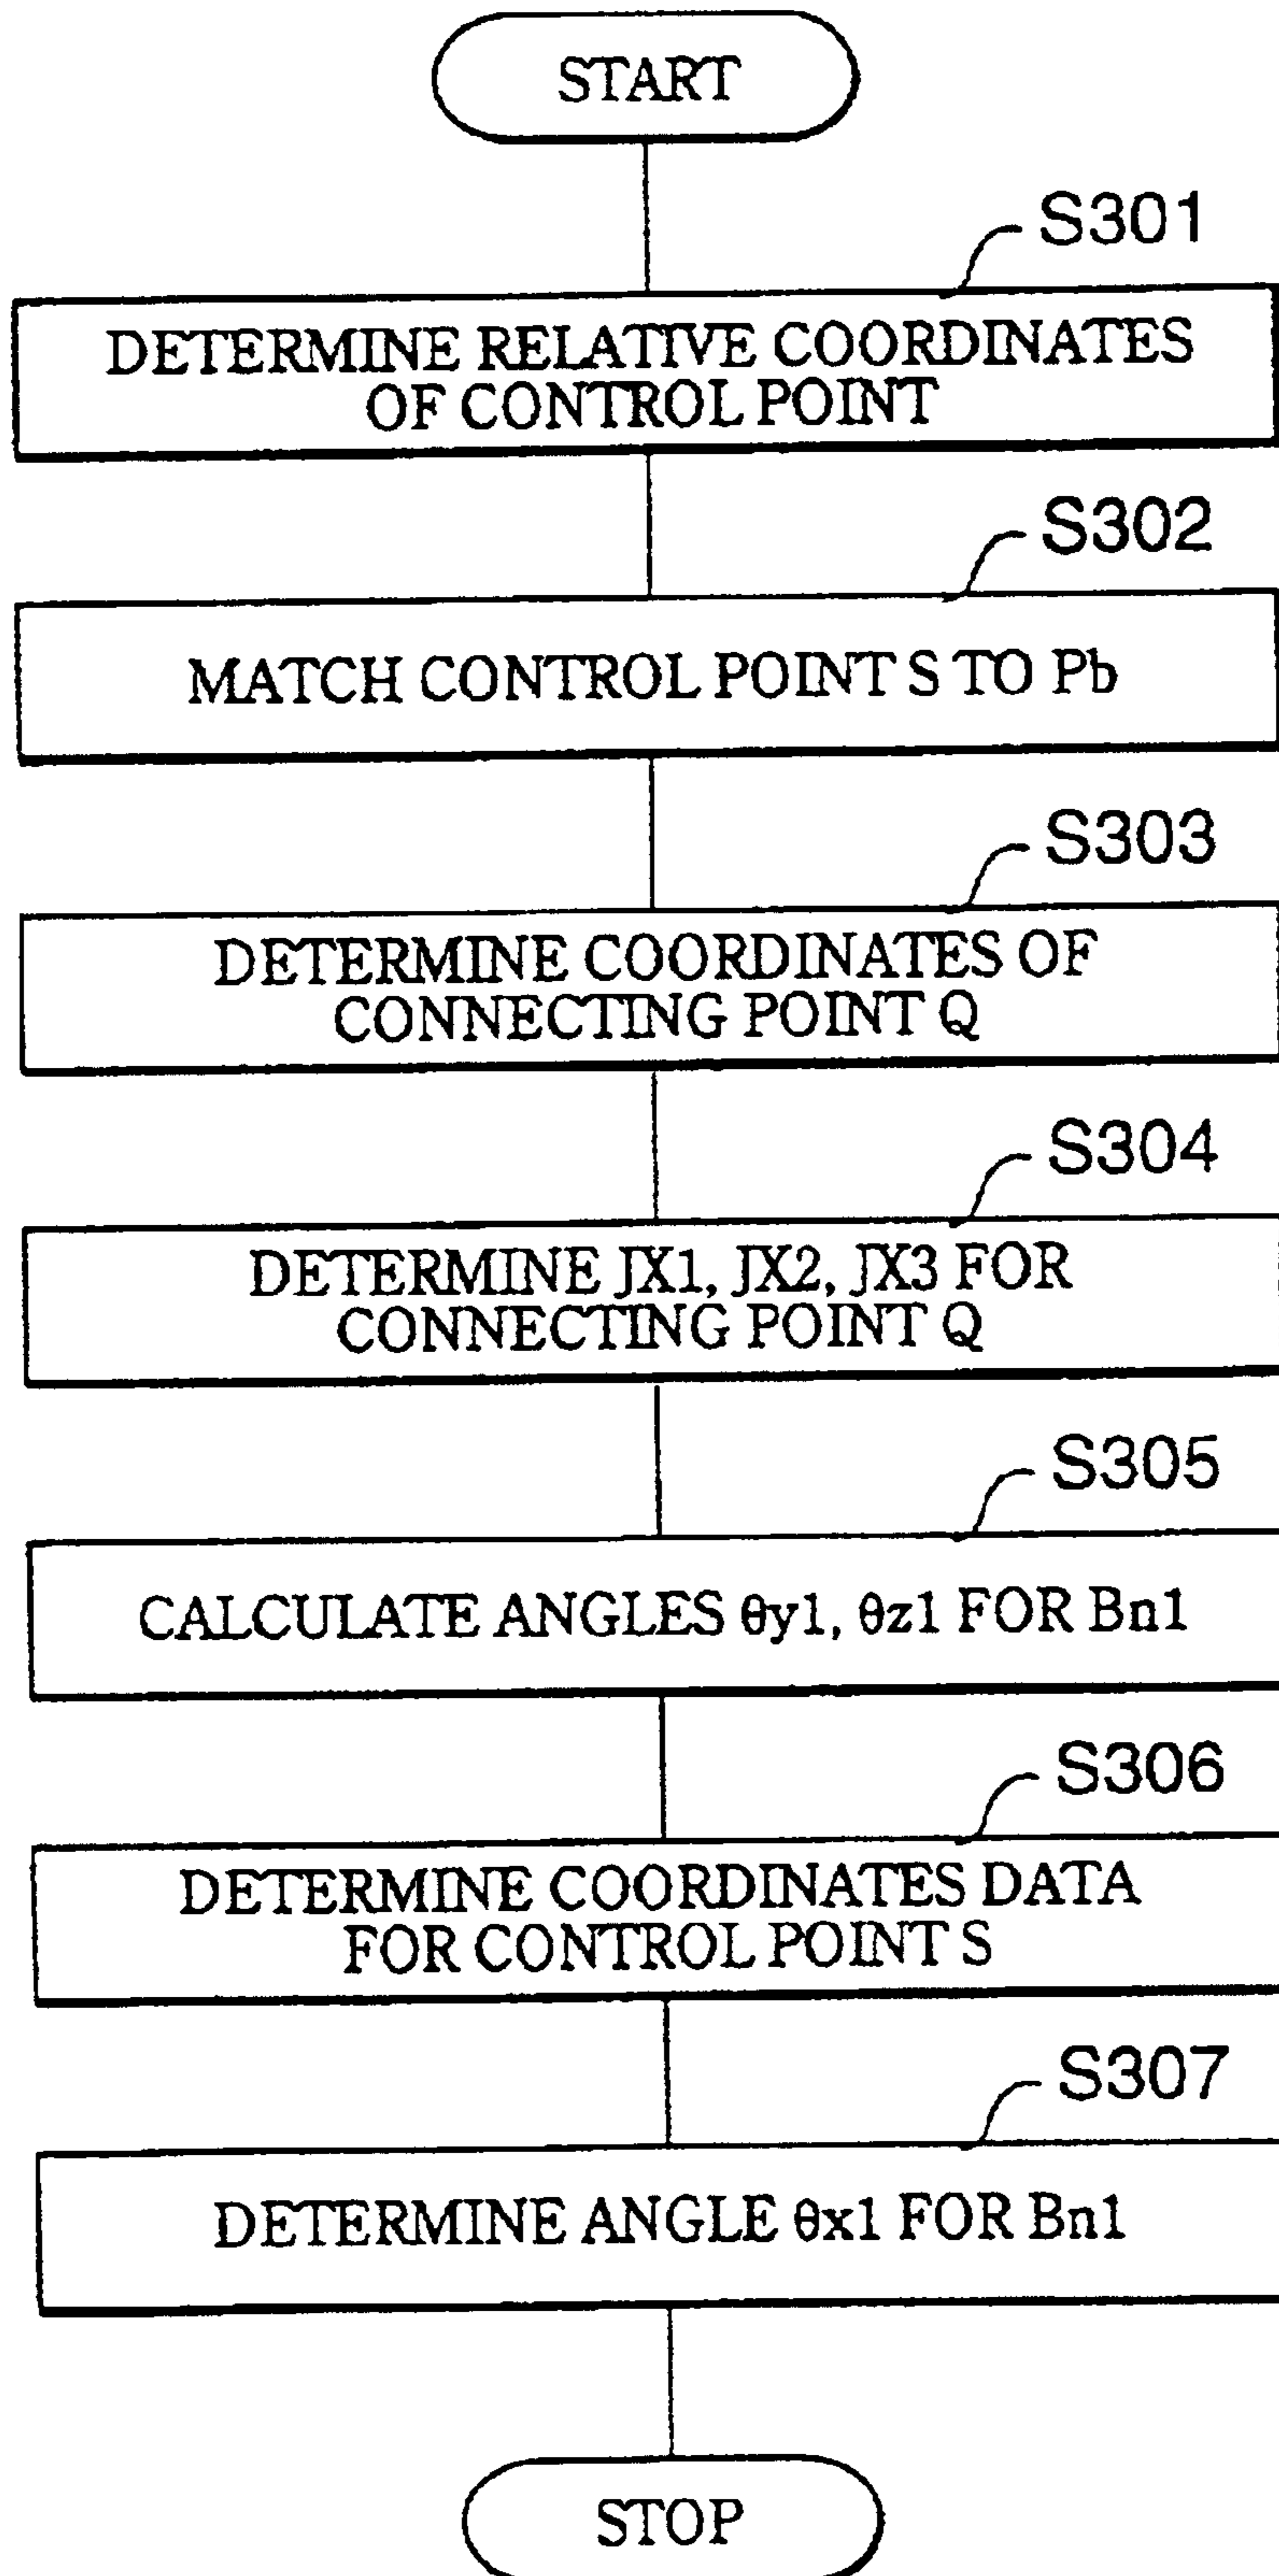 START
S301
DETERMINE RELATIVE COORDINATES
OF CONTROL POINT
S302
MATCH CONTROL POINT S TO Pb
S303
DETERMINE COORDINATES OF
CONNECTING POINT Q
S304
DETERMINE JX1, JX2, JX3 FOR
CONNECTING POINT Q
S305
CALCULATE ANGLES θy1, θz1 FOR Bn1
S306
DETERMINE COORDINATES DATA
FOR CONTROL POINT S
S307
DETERMINE ANGLE θx1 FOR Bn1
STOP